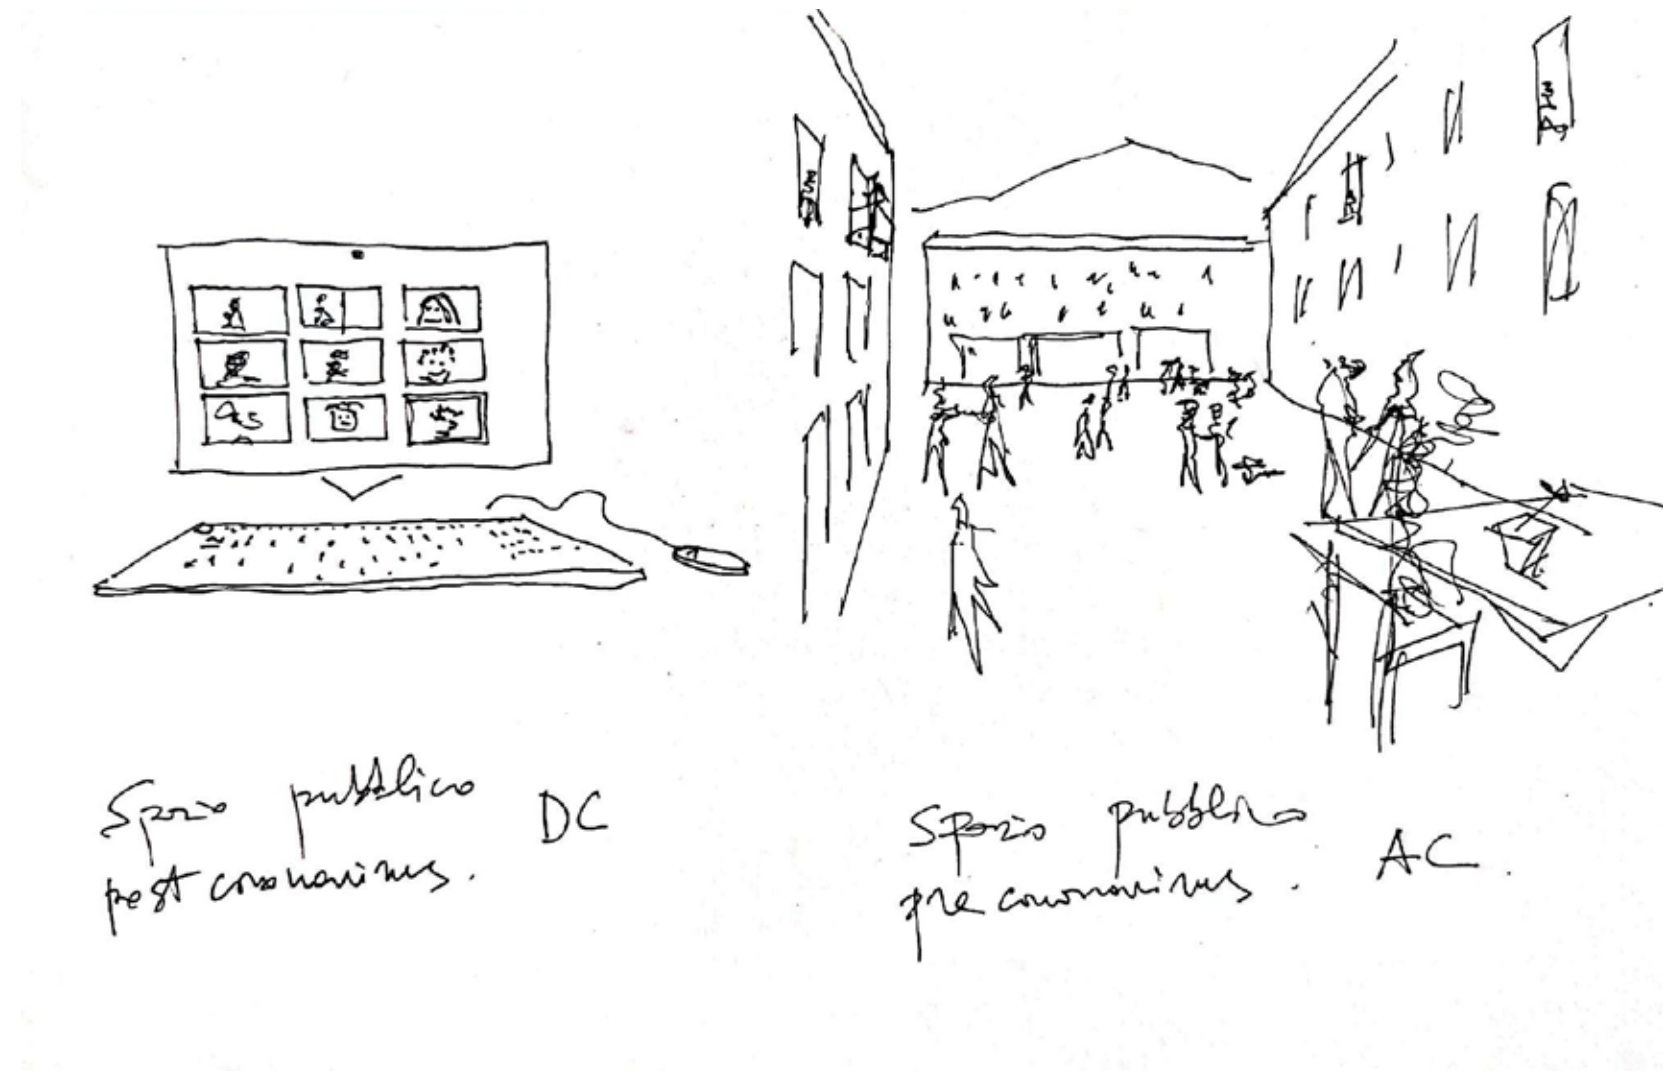 Spazio pubblico DC
post coronavirus.
Spazio pubblico AC
pre coronavirus.